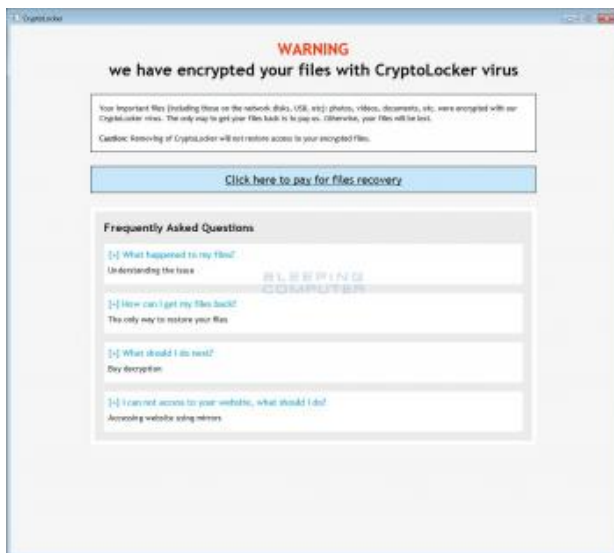 CryptoLocker
WARNING
we have encrypted your files with CryptoLocker virus
Your important files (including those on the network disks, USB, etc): photos, videos, documents, etc. were encrypted with our
CryptoLocker virus. The only way to get your files back is to pay us. Otherwise, your files will be lost.
Caution: Removing of CryptoLocker will not restore access to your encrypted files.
Click here to pay for files recovery
Frequently Asked Questions
[+] What happened to my files?
Understanding the issue
BLEEPING
COMPUTER
[+] How can I get my files back?
The only way to restore your files
[+] What should I do next?
Buy decryption
[+] I can not access to your website, what should I do?
Accessing website using mirrors